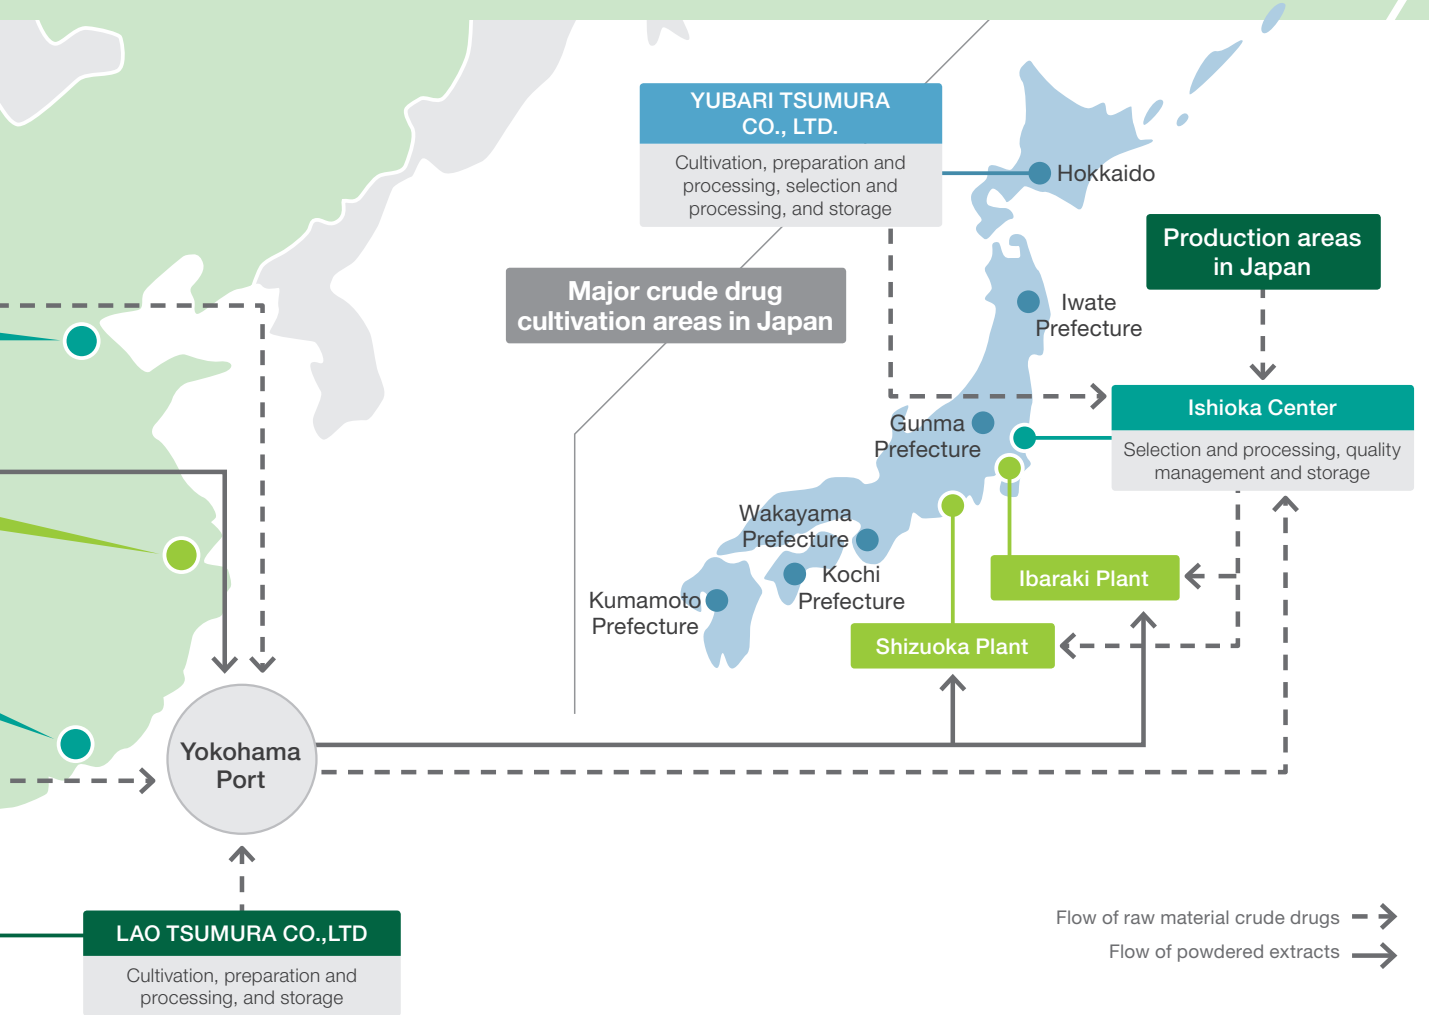 YUBARI TSUMURA
CO., LTD.
Cultivation, preparation and
processing, selection and
processing, and storage
Hokkaido
Production areas
in Japan
Major crude drug
cultivation areas in Japan
Iwate
Prefecture
Ishioka Center
Selection and processing, quality
management and storage
Gunma
Prefecture
Wakayama
Prefecture
Kochi
Prefecture
Kumamoto
Prefecture
Ibaraki Plant
Shizuoka Plant
Yokohama
Port
LAO TSUMURA CO.,LTD
Cultivation, preparation and
processing, and storage
Flow of raw material crude drugs
Flow of powdered extracts